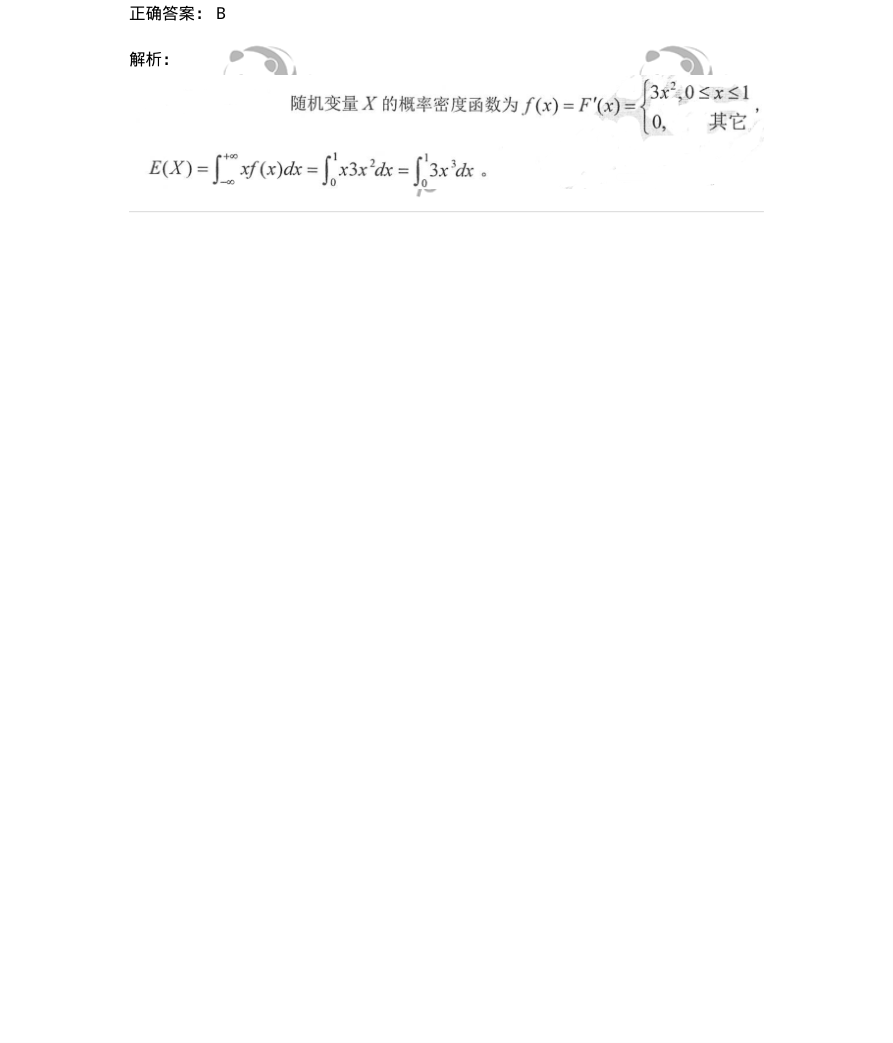 正确答案： B
解析：
随机变量 X 的概率密度函数为 f(x) = F′(x) = {3x², 0 ≤ x ≤ 1
0, 其它 ，
E(X) = ∫_{-∞}^{+∞} xf(x)dx = ∫_0^1 x3x²dx = ∫_0^1 3x³dx 。